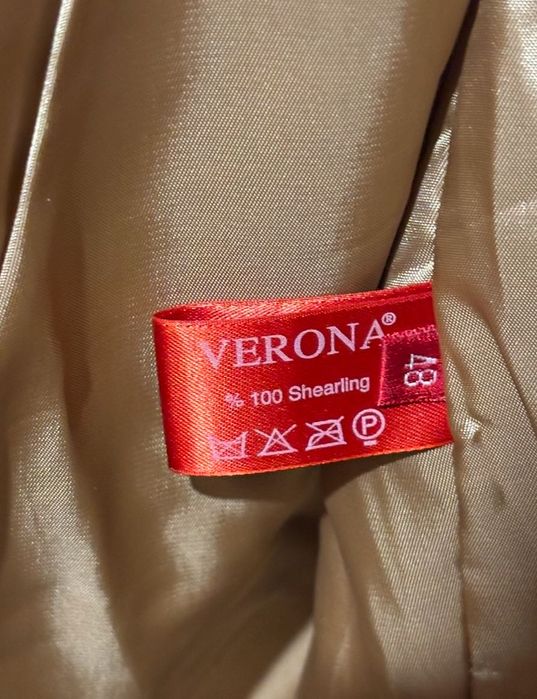 VERONA®
% 100 Shearling
48
P